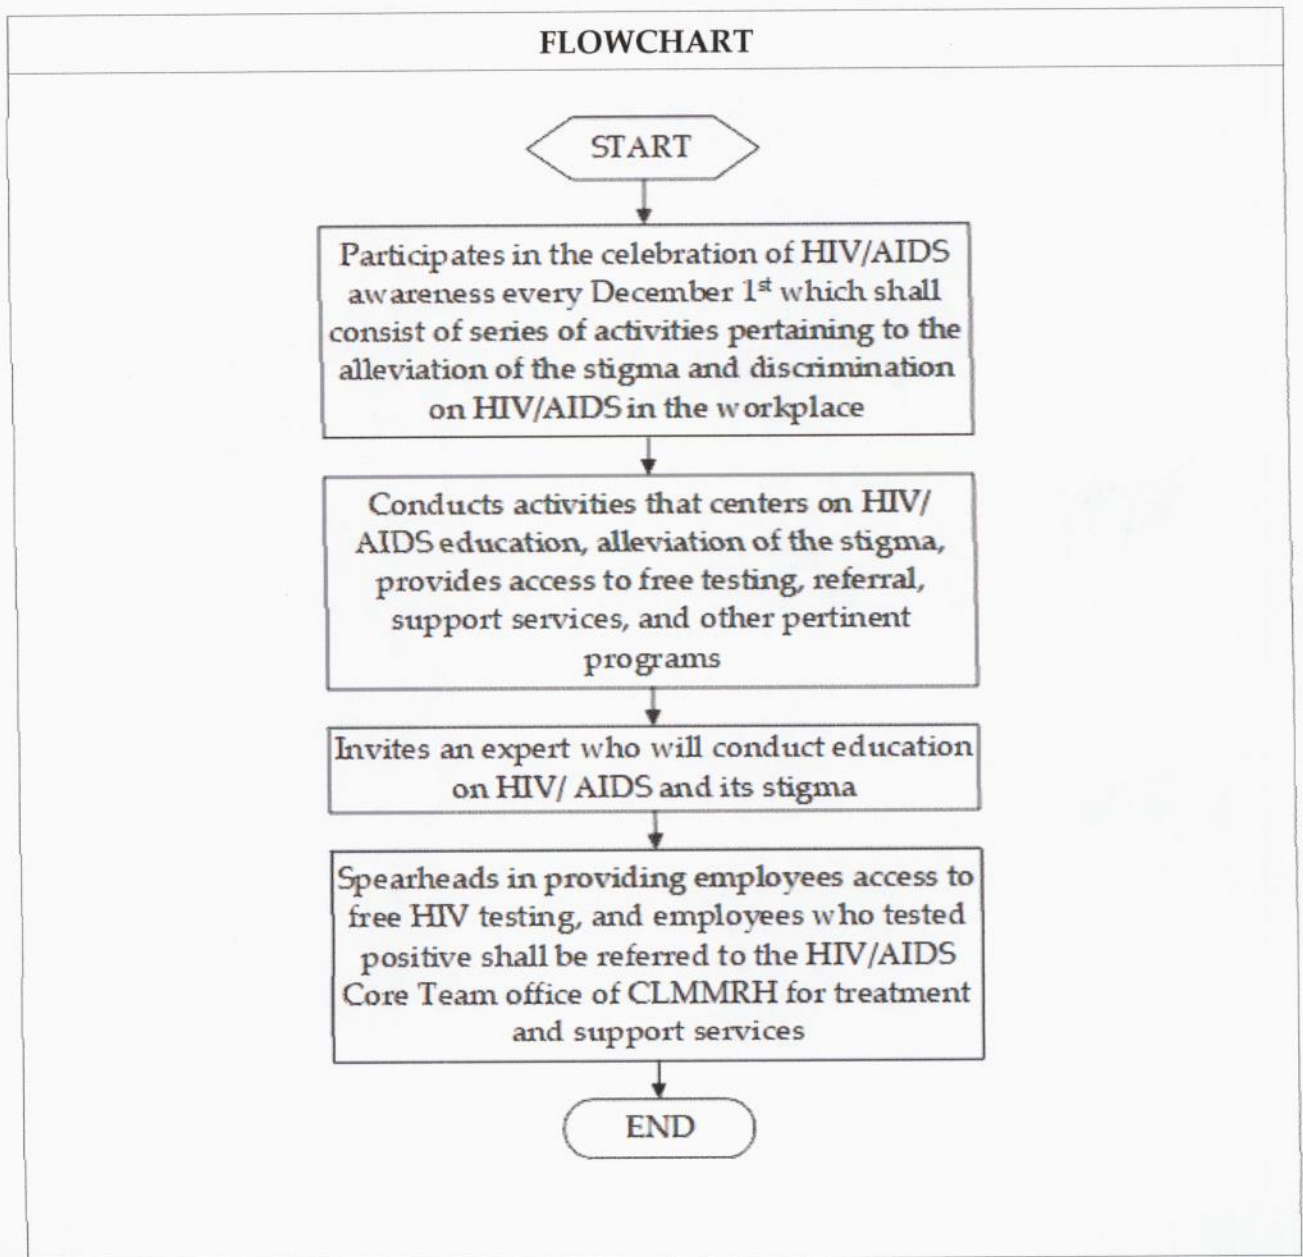 FLOWCHART
START
Participates in the celebration of HIV/AIDS
awareness every December 1st which shall
consist of series of activities pertaining to the
alleviation of the stigma and discrimination
on HIV/AIDS in the workplace
Conducts activities that centers on HIV/
AIDS education, alleviation of the stigma,
provides access to free testing, referral,
support services, and other pertinent
programs
Invites an expert who will conduct education
on HIV/ AIDS and its stigma
Spearheads in providing employees access to
free HIV testing, and employees who tested
positive shall be referred to the HIV/AIDS
Core Team office of CLMMRH for treatment
and support services
END